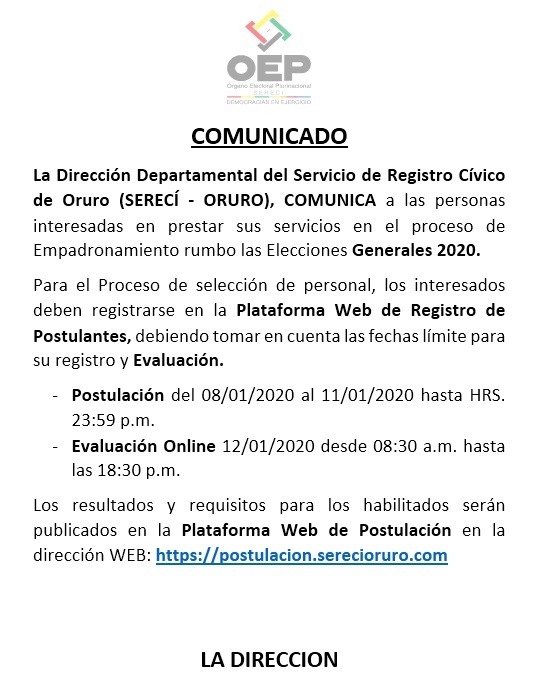 OEP
Órgano Electoral Plurinacional
SERECÍ
DEMOCRACIAS EN EJERCICIO
COMUNICADO
La Dirección Departamental del Servicio de Registro Cívico
de Oruro (SERECÍ - ORURO), COMUNICA a las personas
interesadas en prestar sus servicios en el proceso de
Empadronamiento rumbo las Elecciones Generales 2020.
Para el Proceso de selección de personal, los interesados
deben registrarse en la Plataforma Web de Registro de
Postulantes, debiendo tomar en cuenta las fechas límite para
su registro y Evaluación.
- Postulación del 08/01/2020 al 11/01/2020 hasta HRS.
23:59 p.m.
- Evaluación Online 12/01/2020 desde 08:30 a.m. hasta
las 18:30 p.m.
Los resultados y requisitos para los habilitados serán
publicados en la Plataforma Web de Postulación en la
dirección WEB: https://postulacion.serecioruro.com
LA DIRECCION